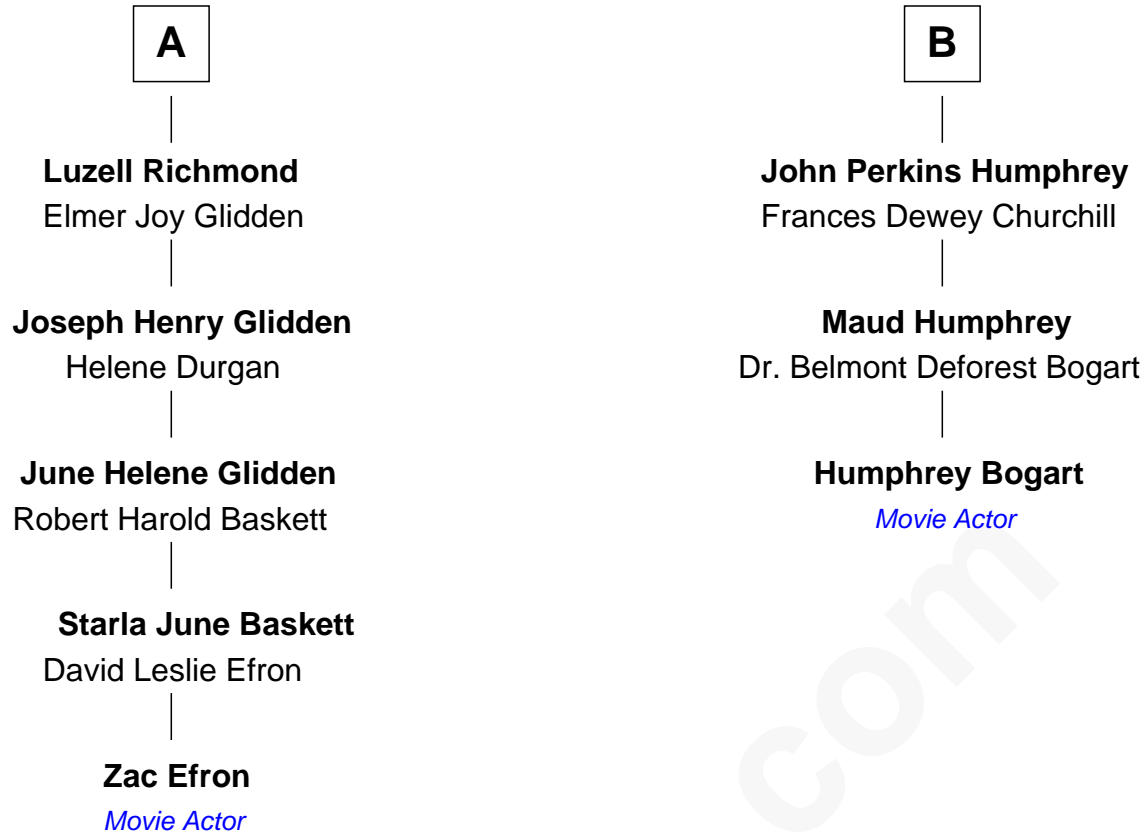 A
Luzell Richmond
Elmer Joy Glidden
Joseph Henry Glidden
Helene Durgan
June Helene Glidden
Robert Harold Baskett
Starla June Baskett
David Leslie Efron
Zac Efron
Movie Actor
B
John Perkins Humphrey
Frances Dewey Churchill
Maud Humphrey
Dr. Belmont Deforest Bogart
Humphrey Bogart
Movie Actor
com